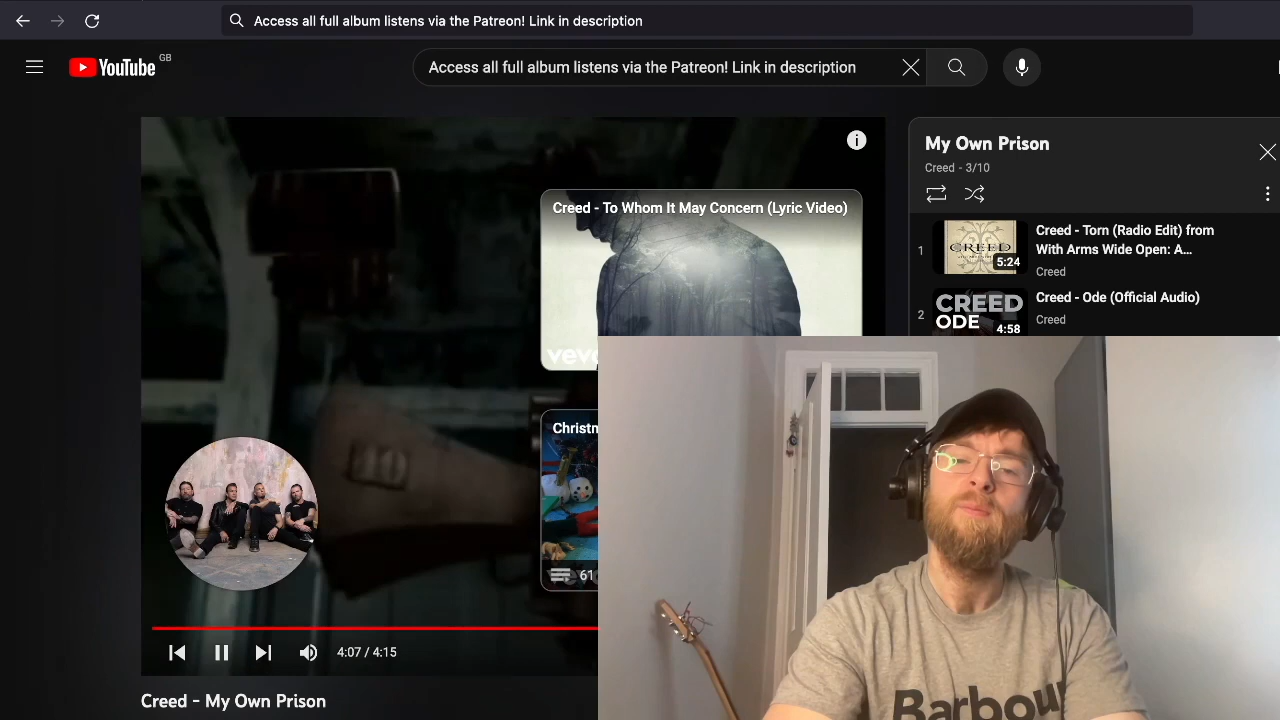 Access all full album listens via the Patreon! Link in description
YouTube GB
Access all full album listens via the Patreon! Link in description
i
My Own Prison
Creed - 3/10
Creed - To Whom It May Concern (Lyric Video)
vevo
1
CREED
5:24
Creed - Torn (Radio Edit) from
With Arms Wide Open: A...
Creed
2
CREED
ODE
4:58
Creed - Ode (Official Audio)
Creed
Christm
61
4:07 / 4:15
Creed - My Own Prison
Barbour